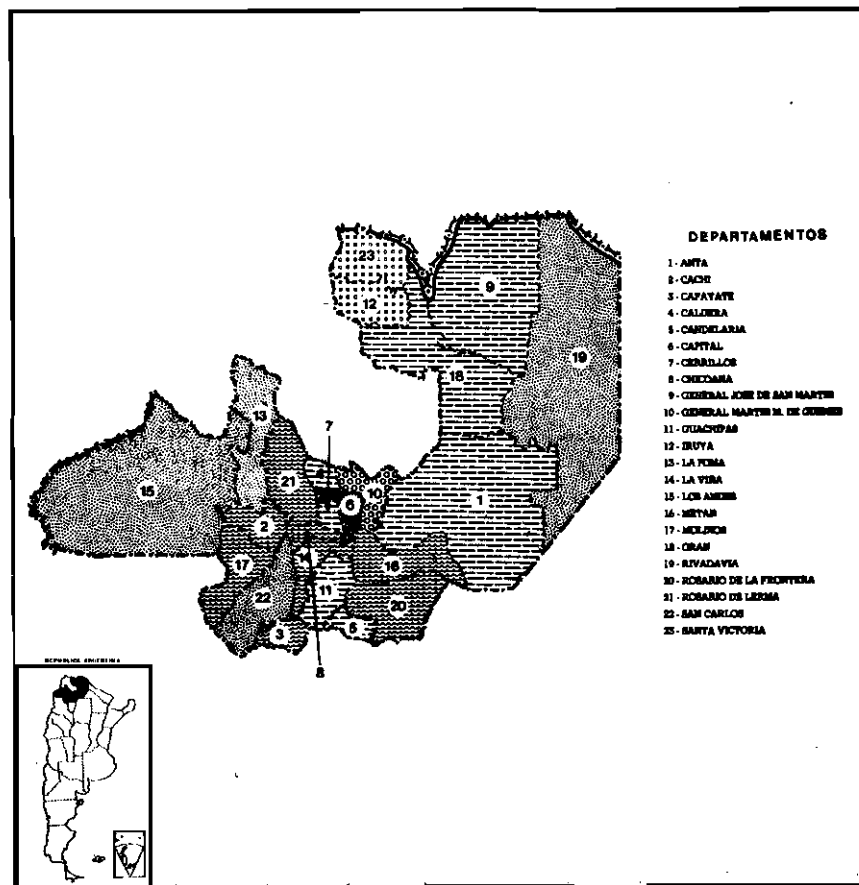 DEPARTAMENTOS
1 - ANTA
2 - CACHI
3 - CAFAYATE
4 - CALDERA
5 - CANDELARIA
6 - CAPITAL
7 - CERRILLOS
8 - CHICOANA
9 - GENERAL JOSE DE SAN MARTIN
10 - GENERAL MARTIN M. DE GUEMES
11 - GUACHIPAS
12 - IRUYA
13 - LA POMA
14 - LA VIÑA
15 - LOS ANDES
16 - METAN
17 - MOLINOS
18 - ORAN
19 - RIVADAVIA
20 - ROSARIO DE LA FRONTERA
21 - ROSARIO DE LERMA
22 - SAN CARLOS
23 - SANTA VICTORIA
23
9
12
19
18
13
7
4
21
15
10
6
1
2
14
16
17
11
22
20
3
5
8
REPUBLICA ARGENTINA